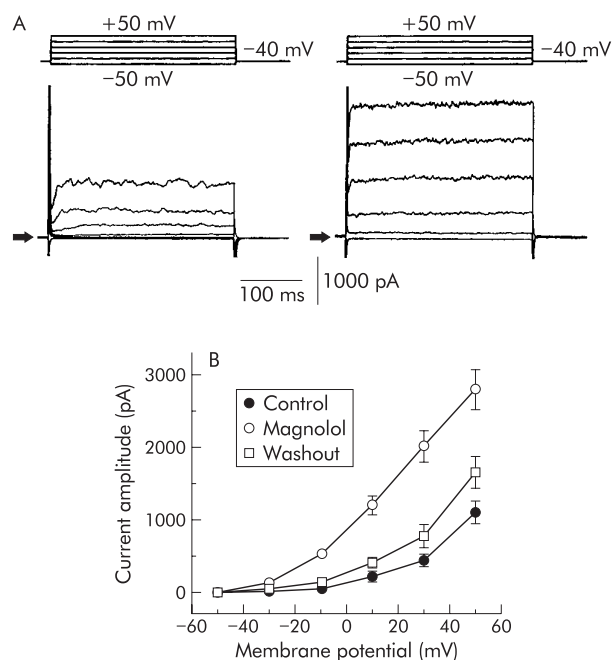 A
+50 mV
−40 mV
−50 mV
+50 mV
−40 mV
−50 mV
100 ms
1000 pA
B
Control
Magnolol
Washout
Current amplitude (pA)
3000
2000
1000
0
−60 −40 −20 0 20 40 60
Membrane potential (mV)